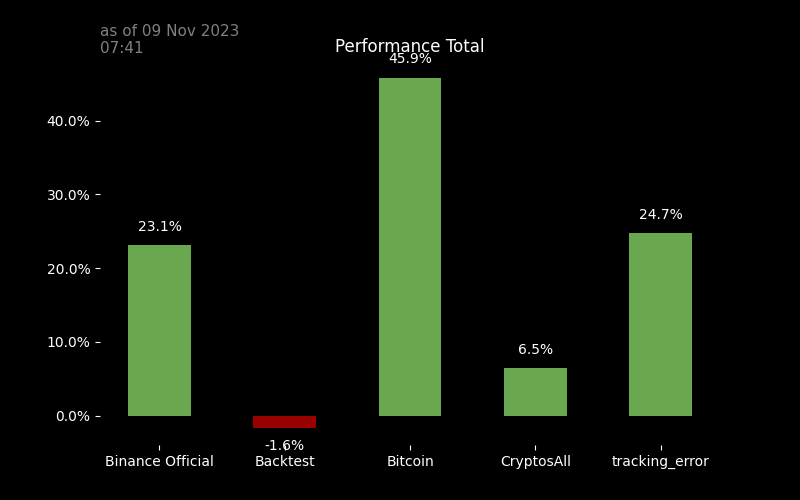 as of 09 Nov 2023
07:41
Performance Total
45.9%
40.0%
30.0%
23.1%
24.7%
20.0%
10.0%
6.5%
0.0%
-1.6%
Binance Official
Backtest
Bitcoin
CryptosAll
tracking_error